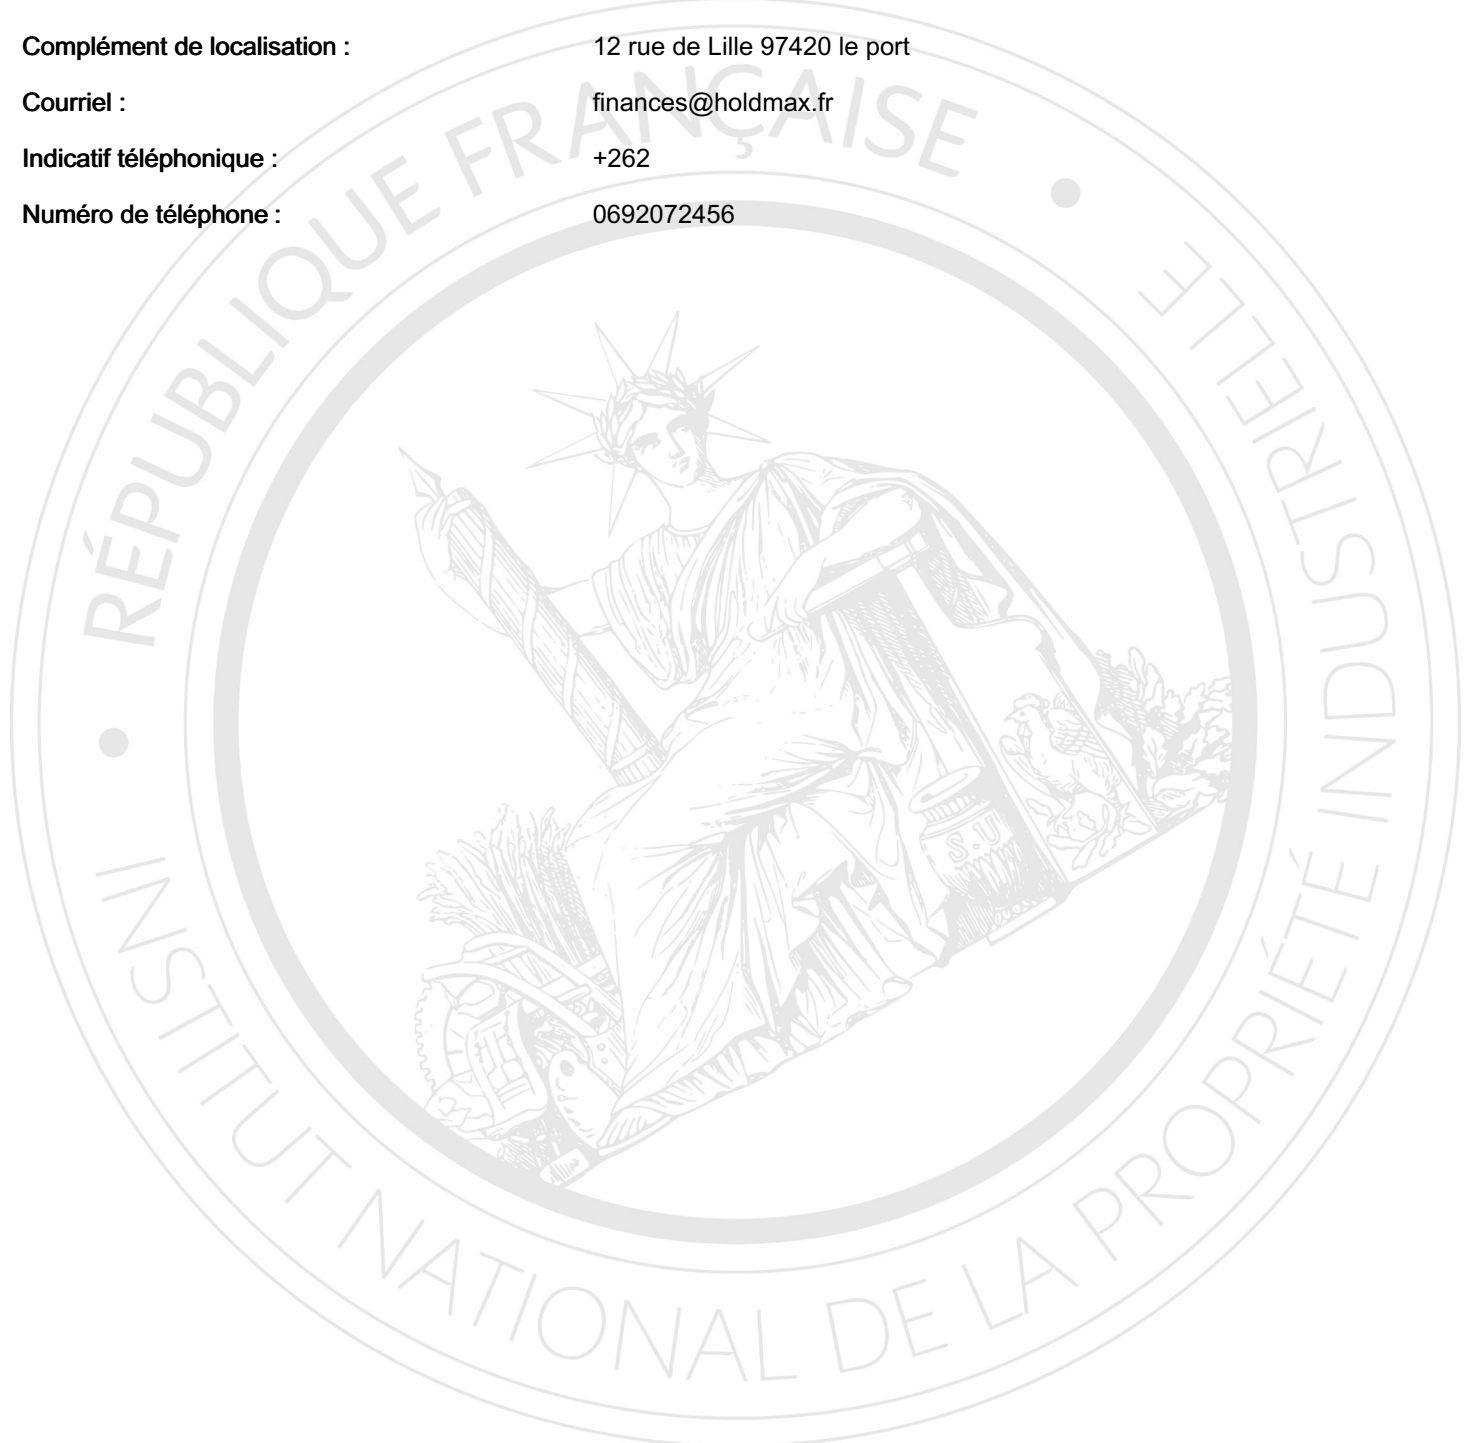 Complément de localisation : 12 rue de Lille 97420 le port
Courriel : finances@holdmax.fr
Indicatif téléphonique : +262
Numéro de téléphone : 0692072456
RÉPUBLIQUE FRANÇAISE
INSTITUT NATIONAL DE LA PROPRIÉTÉ INDUSTRIELLE
S.U